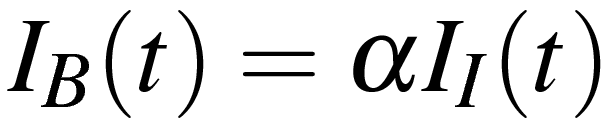 I_B(t) = αI_I(t)